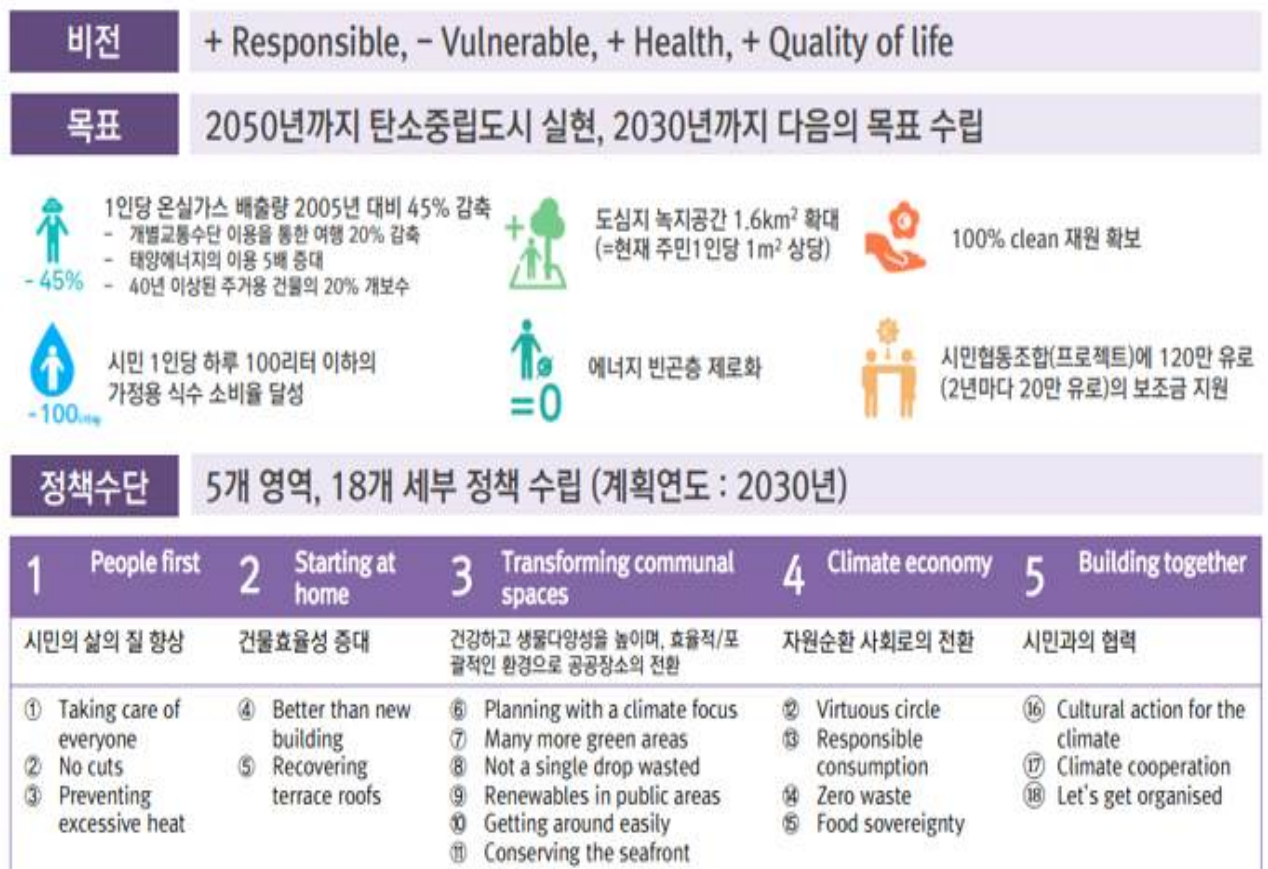 비전
+ Responsible, – Vulnerable, + Health, + Quality of life
목표
2050년까지 탄소중립도시 실현, 2030년까지 다음의 목표 수립
- 45%
1인당 온실가스 배출량 2005년 대비 45% 감축
- 개별교통수단 이용을 통한 여행 20% 감축
- 태양에너지의 이용 5배 증대
- 40년 이상된 주거용 건물의 20% 개보수
+
도심지 녹지공간 1.6km² 확대
(=현재 주민1인당 1m² 상당)
100% clean 재원 확보
-100
시민 1인당 하루 100리터 이하의
가정용 식수 소비율 달성
=0
에너지 빈곤층 제로화
시민협동조합(프로젝트)에 120만 유로
(2년마다 20만 유로)의 보조금 지원
정책수단
5개 영역, 18개 세부 정책 수립 (계획연도 : 2030년)
1 People first
시민의 삶의 질 향상
① Taking care of
everyone
② No cuts
③ Preventing
excessive heat
2 Starting at
home
건물효율성 증대
④ Better than new
building
⑤ Recovering
terrace roofs
3 Transforming communal
spaces
건강하고 생물다양성을 높이며, 효율적/포
괄적인 환경으로 공공장소의 전환
⑥ Planning with a climate focus
⑦ Many more green areas
⑧ Not a single drop wasted
⑨ Renewables in public areas
⑩ Getting around easily
⑪ Conserving the seafront
4 Climate economy
자원순환 사회로의 전환
⑫ Virtuous circle
⑬ Responsible
consumption
⑭ Zero waste
⑮ Food sovereignty
5 Building together
시민과의 협력
⑯ Cultural action for the
climate
⑰ Climate cooperation
⑱ Let's get organised